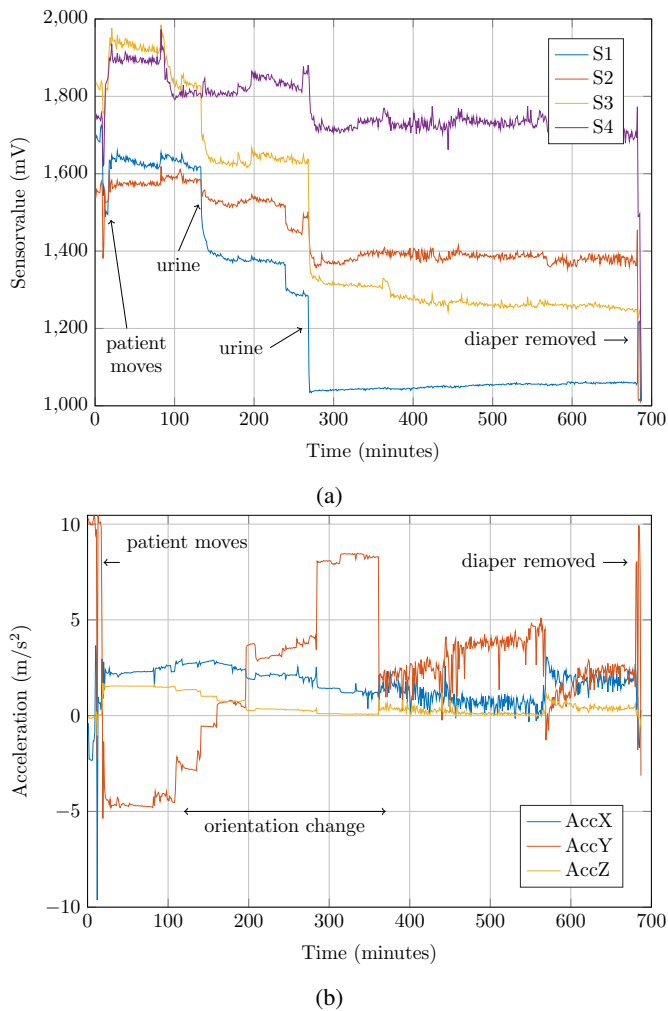 2,000
1,800
1,600
1,400
1,200
1,000
Sensorvalue (mV)
S1
S2
S3
S4
urine
patient
moves
urine
diaper removed
0
100
200
300
400
500
600
700
Time (minutes)
(a)
10
5
0
−5
−10
Acceleration (m/s²)
patient moves
diaper removed
orientation change
AccX
AccY
AccZ
0
100
200
300
400
500
600
700
Time (minutes)
(b)